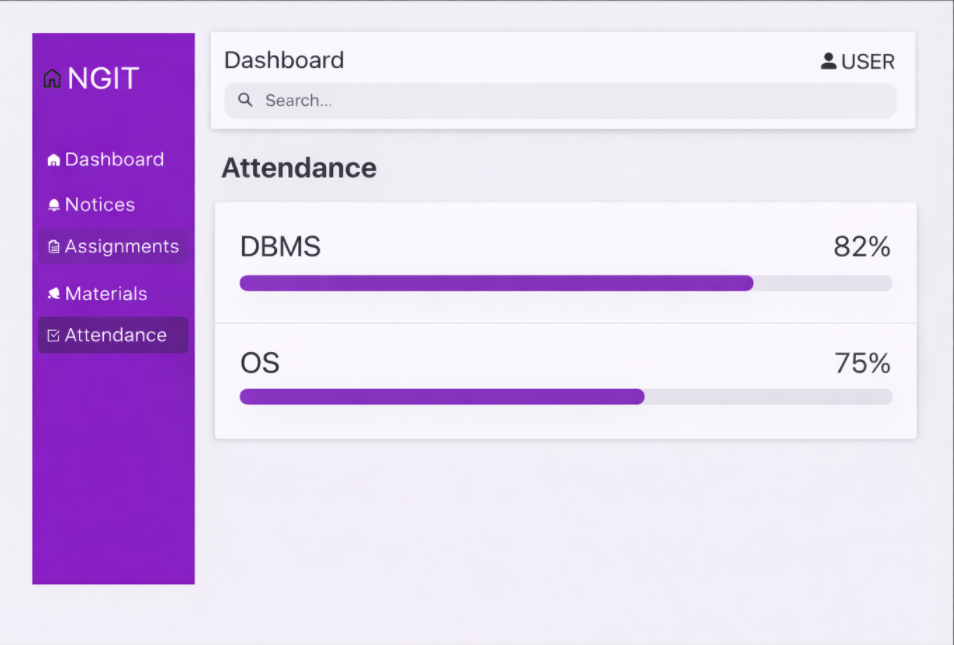 NGIT
Dashboard
Notices
Assignments
Materials
Attendance
Dashboard
USER
Search...
Attendance
DBMS 82%
OS 75%